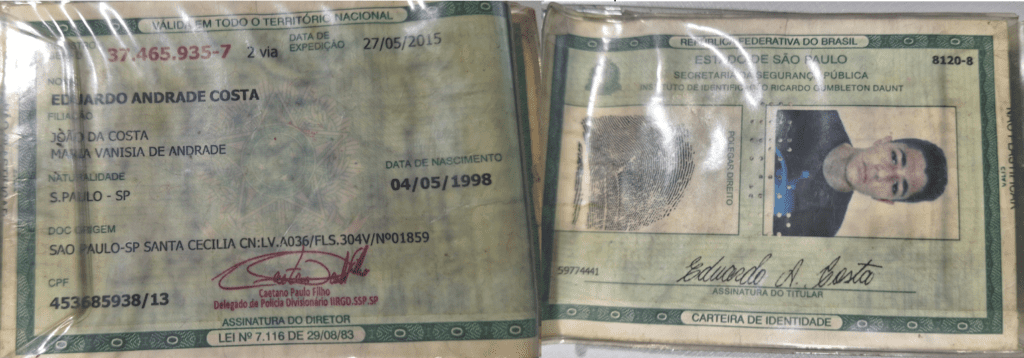 VÁLIDA EM TODO O TERRITÓRIO NACIONAL
37.465.935-7 2 via
DATA DE EXPEDIÇÃO 27/05/2015
NOME
EDUARDO ANDRADE COSTA
FILIAÇÃO
JOÃO DA COSTA
MARIA VANISIA DE ANDRADE
NATURALIDADE
S.PAULO - SP
DATA DE NASCIMENTO
04/05/1998
DOC ORIGEM
SAO PAULO-SP SANTA CECILIA CN:LV.A036/FLS.304V/Nº01859
CPF
453685938/13
Caetano Paulo Filho
Delegado de Polícia Divisionário IIRGD.SSP.SP
ASSINATURA DO DIRETOR
LEI Nº 7.116 DE 29/08/83
REPÚBLICA FEDERATIVA DO BRASIL
ESTADO DE SÃO PAULO
8120-8
SECRETARIA DA SEGURANÇA PÚBLICA
INSTITUTO DE IDENTIFICAÇÃO RICARDO GUMBLETON DAUNT
POLEGAR DIREITO
59774441
Eduardo A. Costa
ASSINATURA DO TITULAR
CARTEIRA DE IDENTIDADE